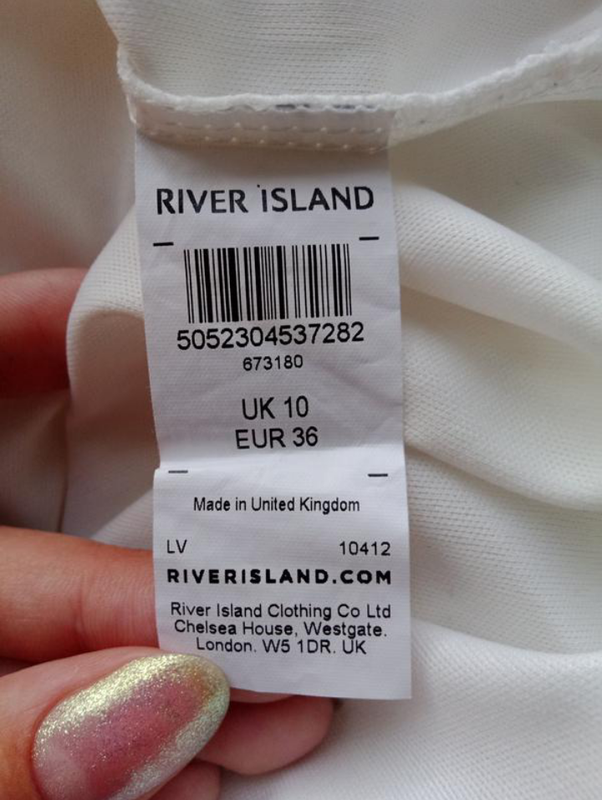 RIVER ISLAND
5052304537282
673180
UK 10
EUR 36
Made in United Kingdom
LV 10412
RIVERISLAND.COM
River Island Clothing Co Ltd
Chelsea House, Westgate.
London. W5 1DR. UK